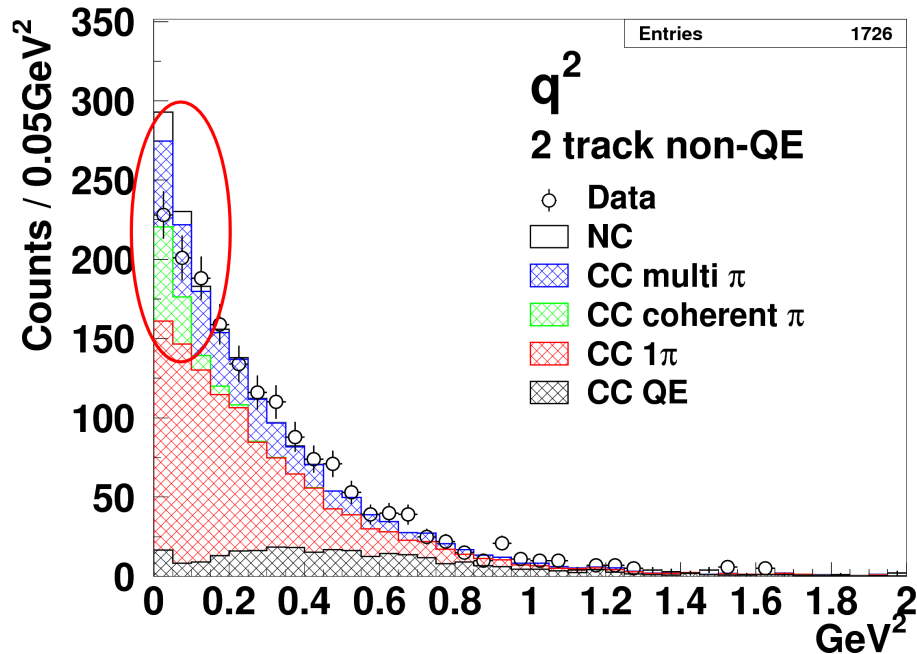 Entries 1726
q²
2 track non-QE
Data
NC
CC multi π
CC coherent π
CC 1π
CC QE
Counts / 0.05GeV²
350
300
250
200
150
100
50
0
0 0.2 0.4 0.6 0.8 1 1.2 1.4 1.6 1.8 2
GeV²